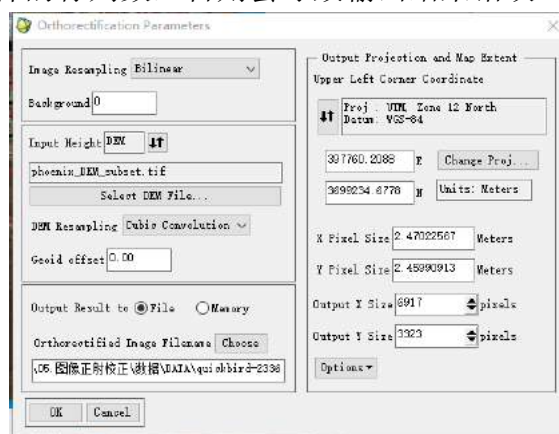 Orthorectification Parameters
Image Resampling Bilinear
Background 0
Input Height DEM
phoenix_DEM_subset.tif
Select DEM File...
DEM Resampling Cubic Convolution
Geoid offset 0.00
Output Result to File Memory
Orthorectified Image Filename Choose
\05.图像正射校正\数据\DATA\quickbird-2336
OK Cancel
Output Projection and Map Extent
Upper Left Corner Coordinate
Proj : UTM, Zone 12 North
Datum: WGS-84
397760.2088 E Change Proj...
3699234.6778 N Units: Meters
X Pixel Size 2.47022567 Meters
Y Pixel Size 2.45990913 Meters
Output X Size 6917 pixels
Output Y Size 3323 pixels
Options